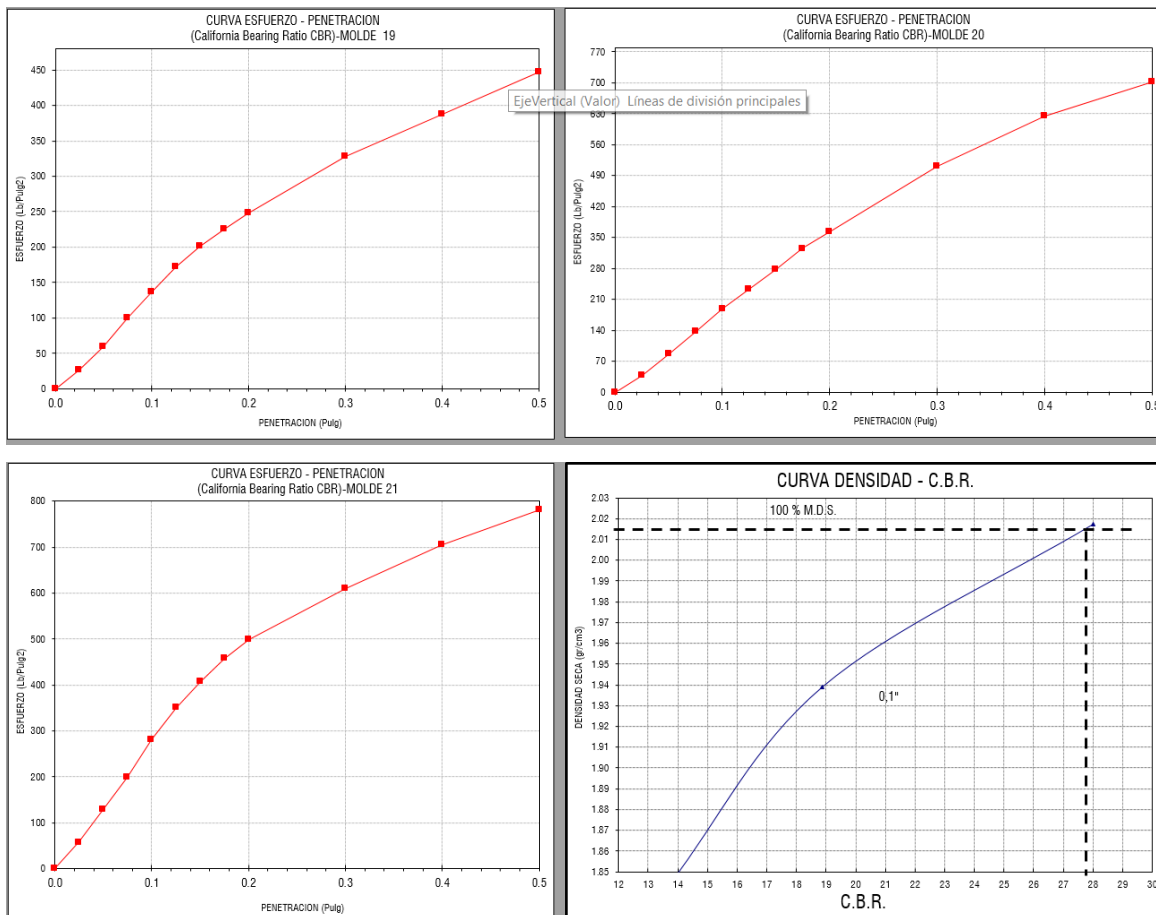 CURVA ESFUERZO - PENETRACION
(California Bearing Ratio CBR)-MOLDE 19
450
400
350
300
250
200
150
100
50
0
ESFUERZO (Lb/Pulg2)
0.0 0.1 0.2 0.3 0.4 0.5
PENETRACION (Pulg)
CURVA ESFUERZO - PENETRACION
(California Bearing Ratio CBR)-MOLDE 20
EjeVertical (Valor) Líneas de división principales
770
700
630
560
490
420
350
280
210
140
70
0
ESFUERZO (Lb/Pulg2)
0.0 0.1 0.2 0.3 0.4 0.5
PENETRACION (Pulg)
CURVA ESFUERZO - PENETRACION
(California Bearing Ratio CBR)-MOLDE 21
800
700
600
500
400
300
200
100
0
ESFUERZO (Lb/Pulg2)
0.0 0.1 0.2 0.3 0.4 0.5
PENETRACION (Pulg)
CURVA DENSIDAD - C.B.R.
100 % M.D.S.
2.03
2.02
2.01
1.99
1.98
1.97
1.96
1.95
1.94
1.92
1.91
1.90
1.88
1.87
1.86
1.85
DENSIDAD SECA (gr/cm3)
0,1"
12 13 14 15 16 17 18 19 20 21 22 23 24 25 26 27 28 29 30
C.B.R.